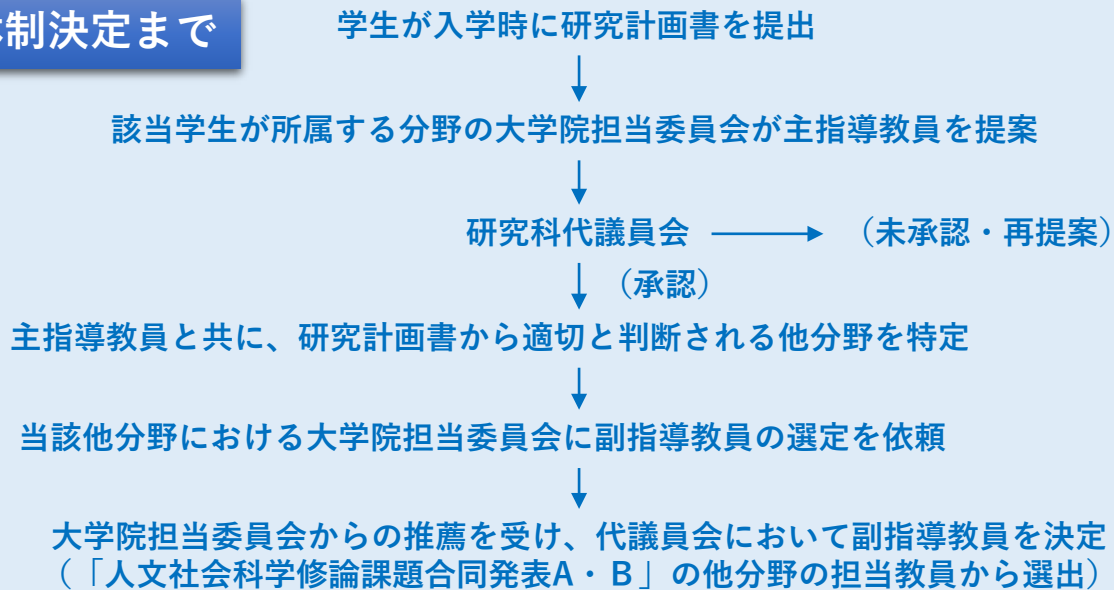 制決定まで
学生が入学時に研究計画書を提出
該当学生が所属する分野の大学院担当委員会が主指導教員を提案
研究科代議員会 （未承認・再提案）
（承認）
主指導教員と共に、研究計画書から適切と判断される他分野を特定
当該他分野における大学院担当委員会に副指導教員の選定を依頼
大学院担当委員会からの推薦を受け、代議員会において副指導教員を決定
（「人文社会科学修論課題合同発表A・B」の他分野の担当教員から選出）